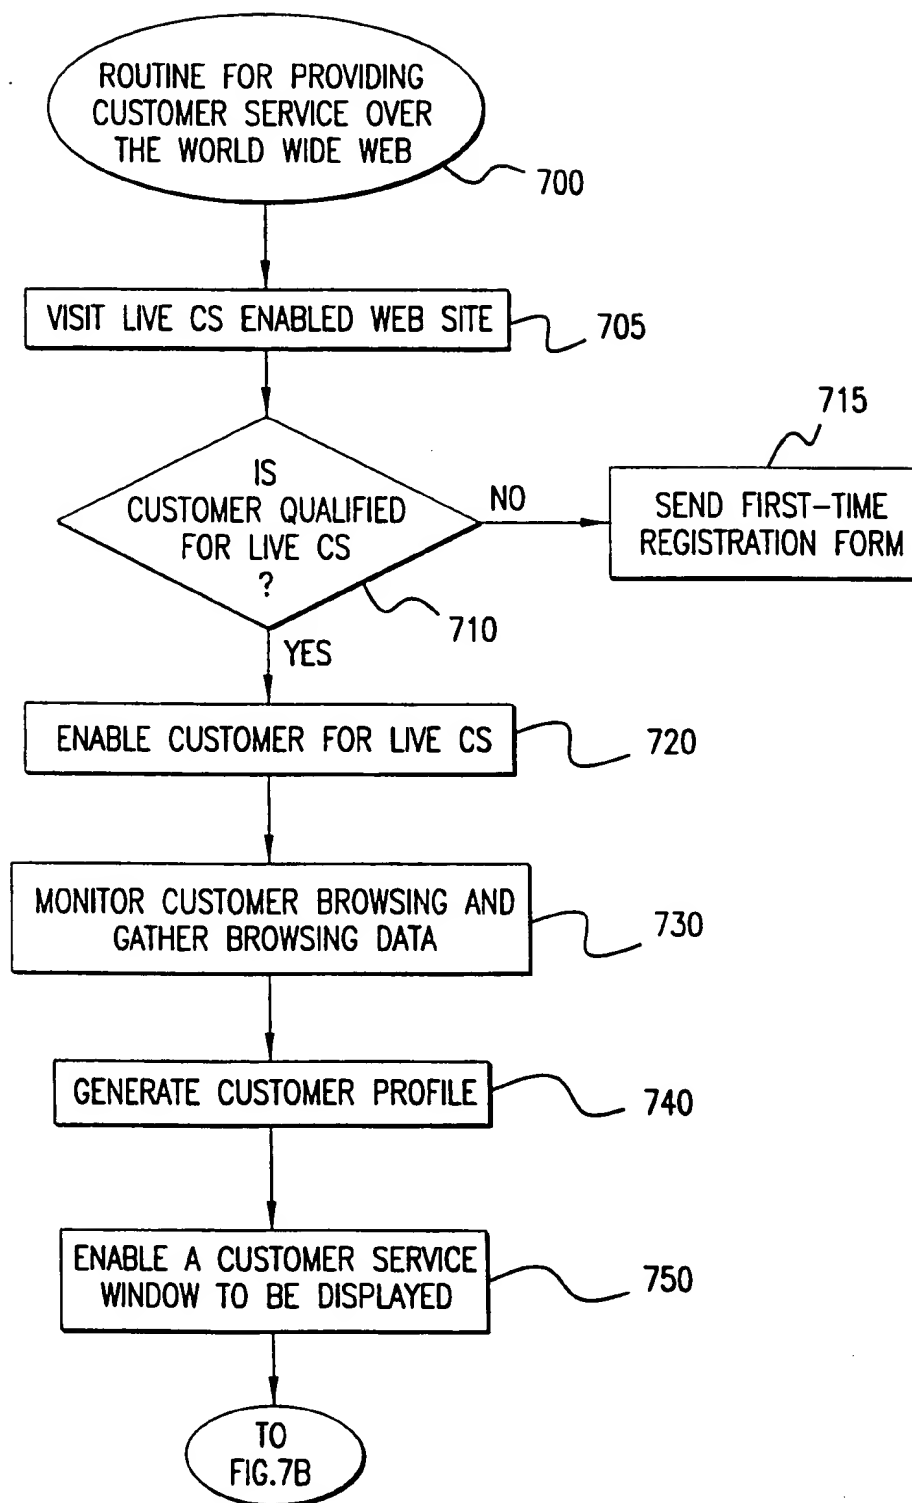 ROUTINE FOR PROVIDING
CUSTOMER SERVICE OVER
THE WORLD WIDE WEB
700
VISIT LIVE CS ENABLED WEB SITE
705
IS
CUSTOMER QUALIFIED
FOR LIVE CS
?
710
NO
715
SEND FIRST-TIME
REGISTRATION FORM
YES
ENABLE CUSTOMER FOR LIVE CS
720
MONITOR CUSTOMER BROWSING AND
GATHER BROWSING DATA
730
GENERATE CUSTOMER PROFILE
740
ENABLE A CUSTOMER SERVICE
WINDOW TO BE DISPLAYED
750
TO
FIG.7B